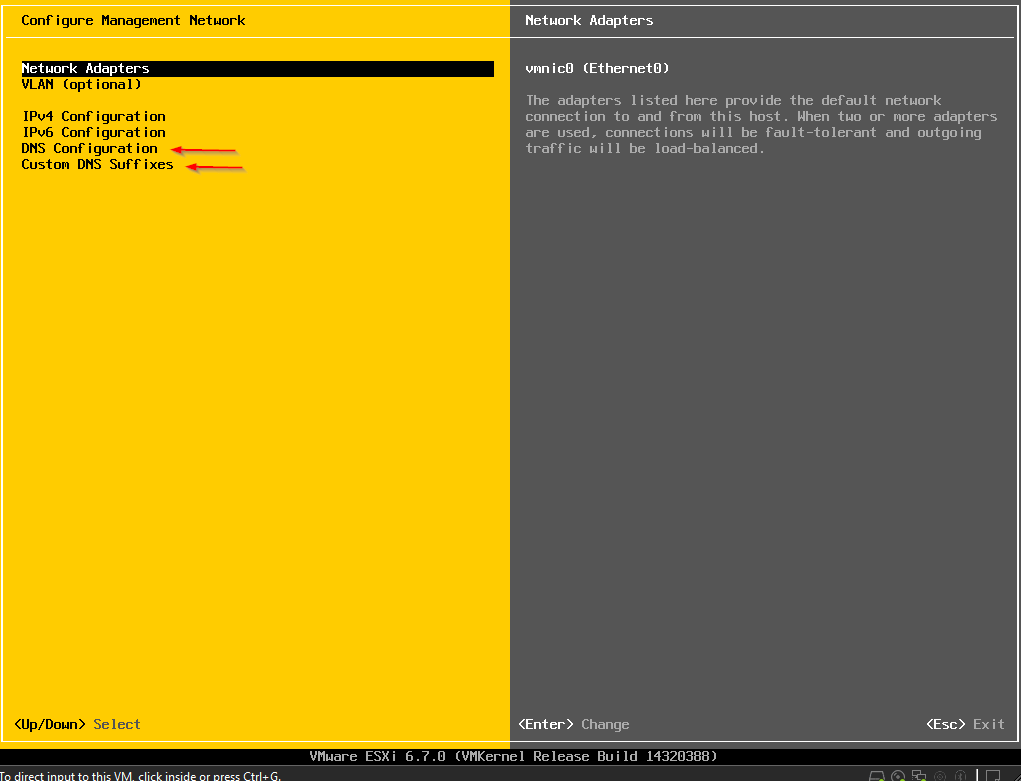 Configure Management Network
Network Adapters
VLAN (optional)
IPv4 Configuration
IPv6 Configuration
DNS Configuration
Custom DNS Suffixes
<Up/Down> Select
Network Adapters
vmnic0 (Ethernet0)
The adapters listed here provide the default network
connection to and from this host. When two or more adapters
are used, connections will be fault-tolerant and outgoing
traffic will be load-balanced.
<Enter> Change
<Esc> Exit
VMware ESXi 6.7.0 (VMKernel Release Build 14320388)
To direct input to this VM, click inside or press Ctrl+G.